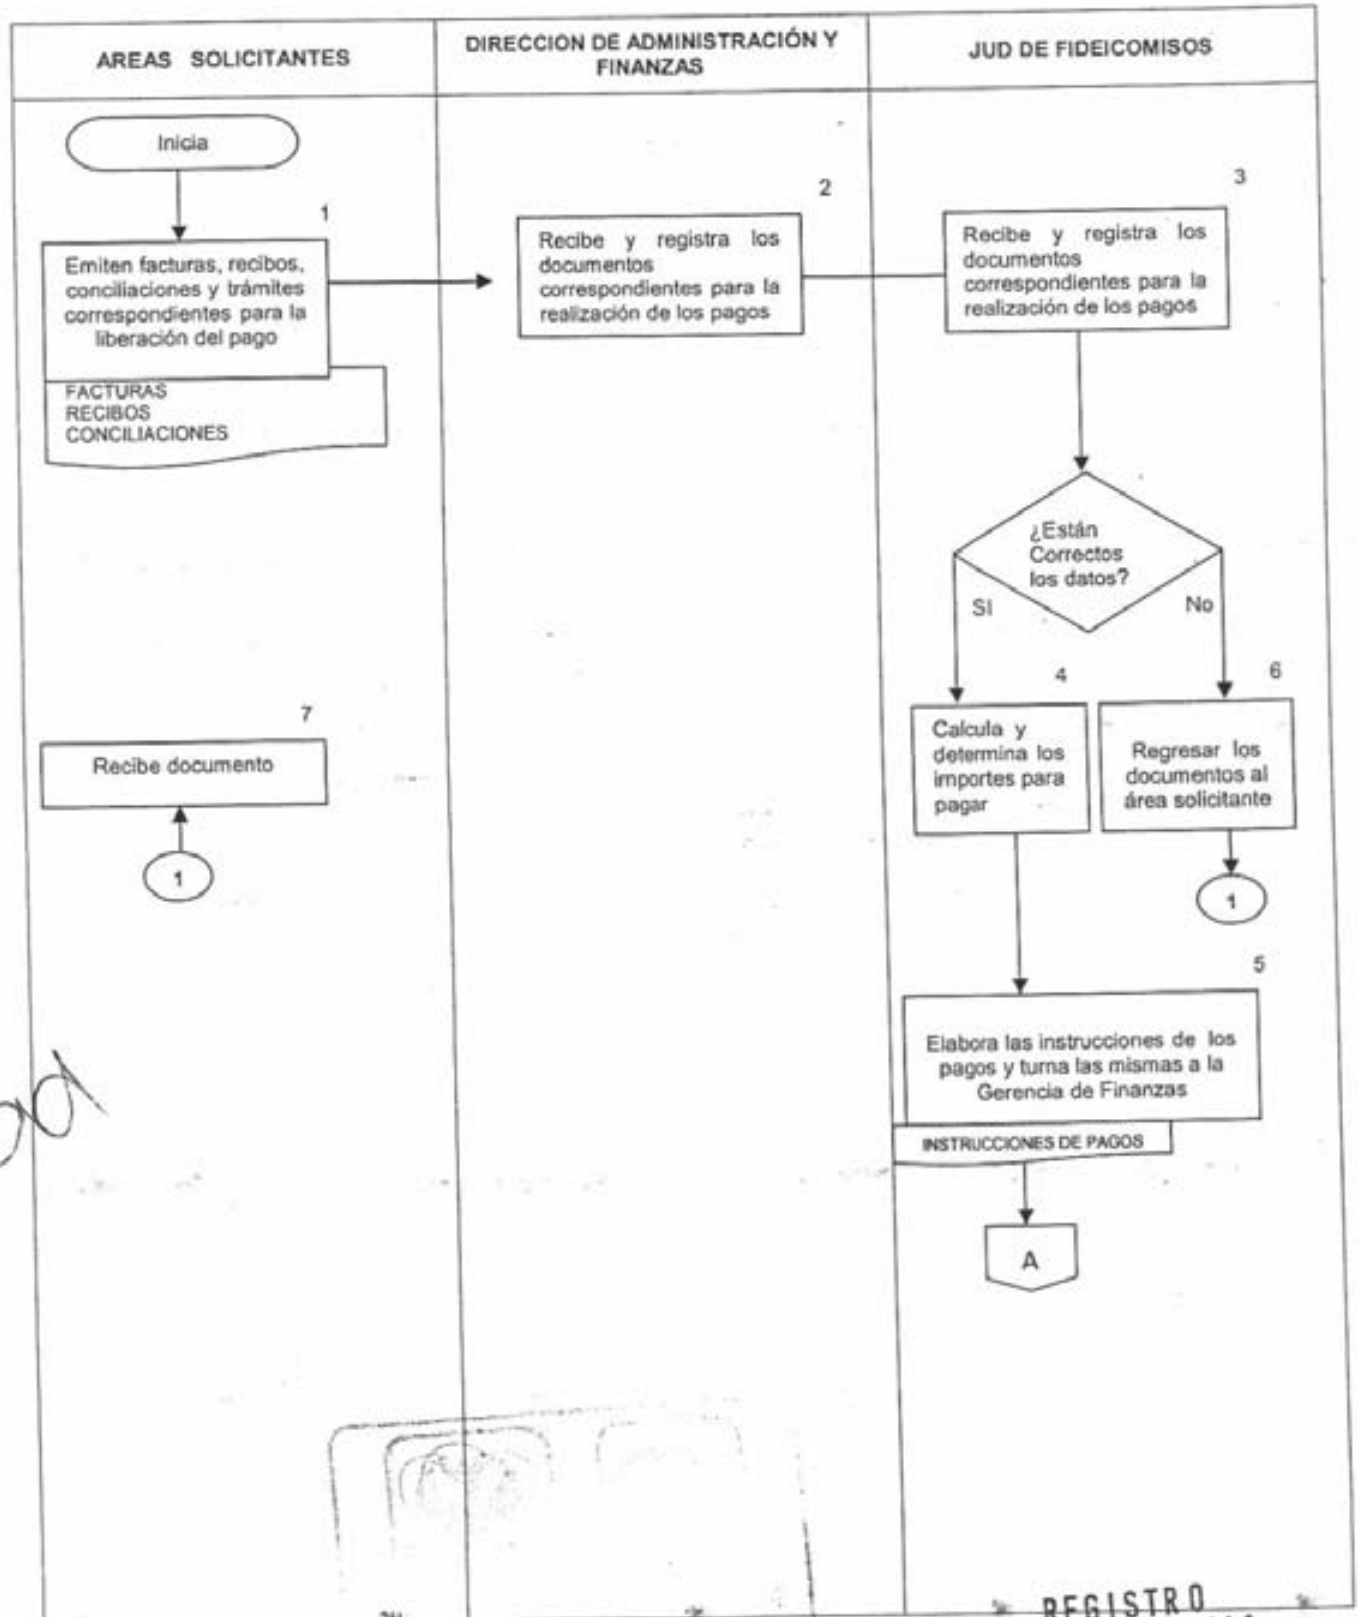 AREAS SOLICITANTES
DIRECCION DE ADMINISTRACIÓN Y
FINANZAS
JUD DE FIDEICOMISOS
Inicia
1
Emiten facturas, recibos,
conciliaciones y trámites
correspondientes para la
liberación del pago
FACTURAS
RECIBOS
CONCILIACIONES
2
Recibe y registra los
documentos
correspondientes para la
realización de los pagos
3
Recibe y registra los
documentos
correspondientes para la
realización de los pagos
¿Están
Correctos
los datos?
SI
No
4
Calcula y
determina los
importes para
pagar
6
Regresar los
documentos al
área solicitante
1
7
Recibe documento
1
5
Elabora las instrucciones de los
pagos y turna las mismas a la
Gerencia de Finanzas
INSTRUCCIONES DE PAGOS
A
REGISTRO